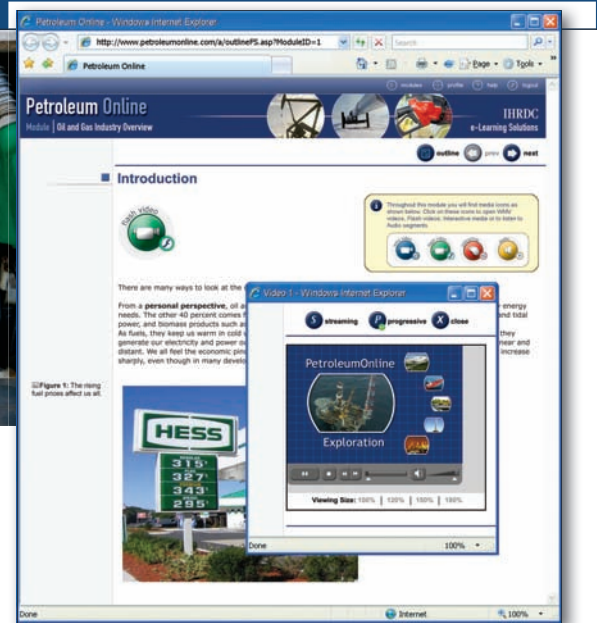 Petroleum Online - Windows Internet Explorer
http://www.petroleumonline.com/a/outlineFS.asp?ModuleID=1
Search
Petroleum Online
Page
Tools
modules
profile
help
logout
Petroleum Online
Module | Oil and Gas Industry Overview
IHRDC
e-Learning Solutions
outline
prev
next
Introduction
flash video
Throughout this module you will find media icons as
shown below. Click on these icons to open WMV
videos, Flash videos, Interactive media or to listen to
Audio segments.
There are many ways to look at the
From a personal perspective, oil a
energy
needs. The other 40 percent comes f
and tidal
power, and biomass products such a
As fuels, they keep us warm in cold
they
generate our electricity and power o
near and
distant. We all feel the economic pin
increase
sharply, even though in many develo
Figure 1: The rising
fuel prices affect us all.
HESS
315
327
343
295
Video 1 - Windows Internet Explorer
S streaming
P progressive
X close
PetroleumOnline
Exploration
Viewing Size: 100% | 120% | 150% | 180%
Done
100%
Done
Internet
100%